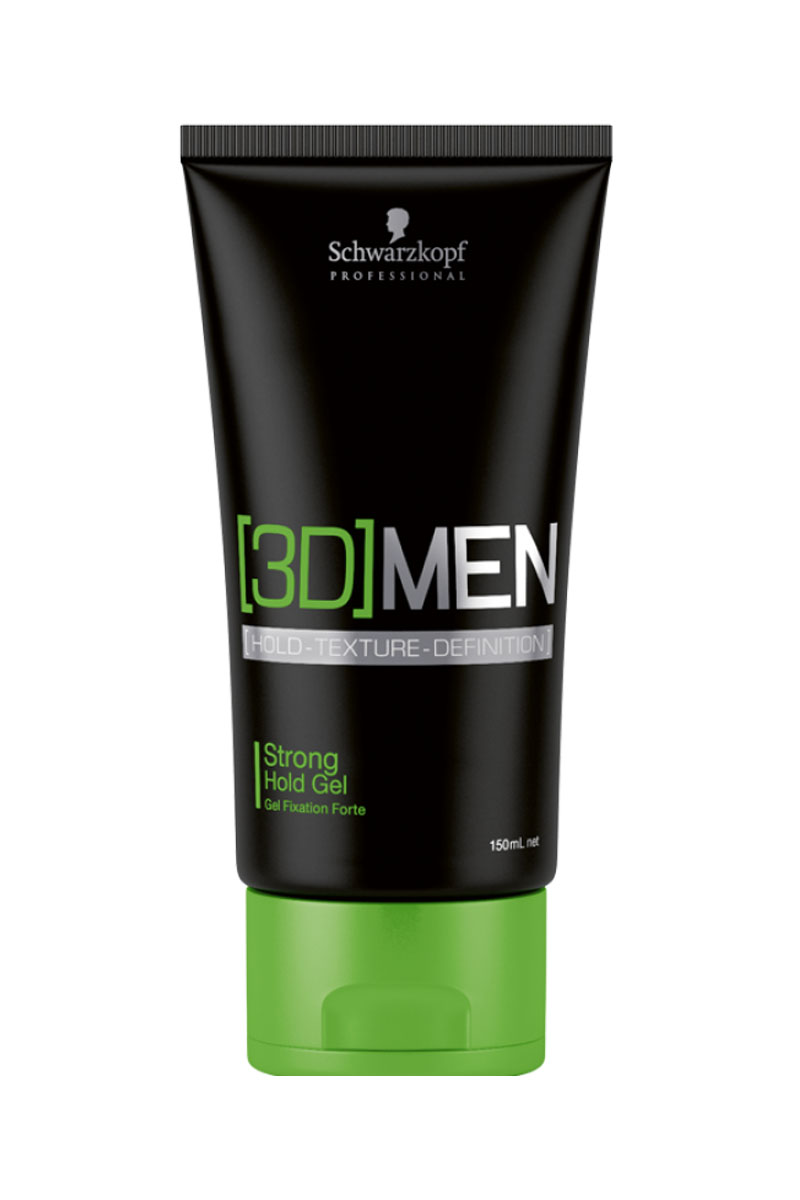 Schwarzkopf
PROFESSIONAL
[3D]MEN
[HOLD-TEXTURE-DEFINITION]
Strong
Hold Gel
Gel Fixation Forte
150mL net